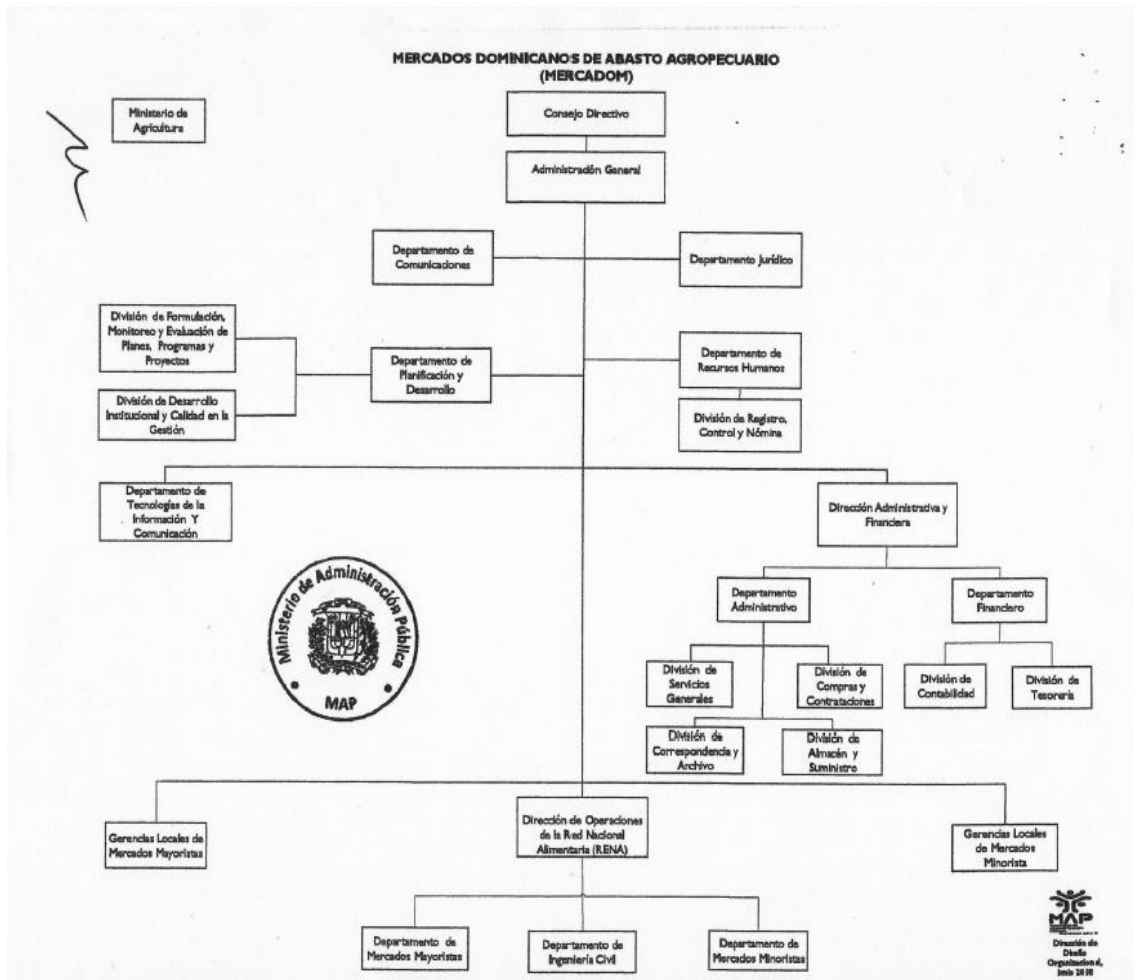 MERCADOS DOMINICANOS DE ABASTO AGROPECUARIO
(MERCADOM)
Ministerio de
Agricultura
Consejo Directivo
Administración General
Departamento de
Comunicaciones
Departamento Jurídico
División de Formulación,
Monitoreo y Evaluación de
Planes, Programas y
Proyectos
Departamento de
Planificación y
Desarrollo
Departamento de
Recursos Humanos
División de Desarrollo
Institucional y Calidad en la
Gestión
División de Registro,
Control y Nómina
Departamento de
Tecnologías de la
Información Y
Comunicación
Dirección Administrativa y
Financiera
Departamento
Administrativo
Departamento
Financiero
División de
Servicios
Generales
División de
Compras y
Contrataciones
División de
Contabilidad
División de
Tesorería
División de
Correspondencia y
Archivo
División de
Almacén y
Suministro
Ministerio de Administración Pública
MAP
Gerencias Locales de
Mercados Mayoristas
Dirección de Operaciones
de la Red Nacional
Alimentaria (RENA)
Gerencias Locales
de Mercados
Minorista
Departamento de
Mercados Mayoristas
Departamento de
Ingeniería Civil
Departamento de
Mercados Minoristas
MAP
Dirección de
Diseño
Organizacional,